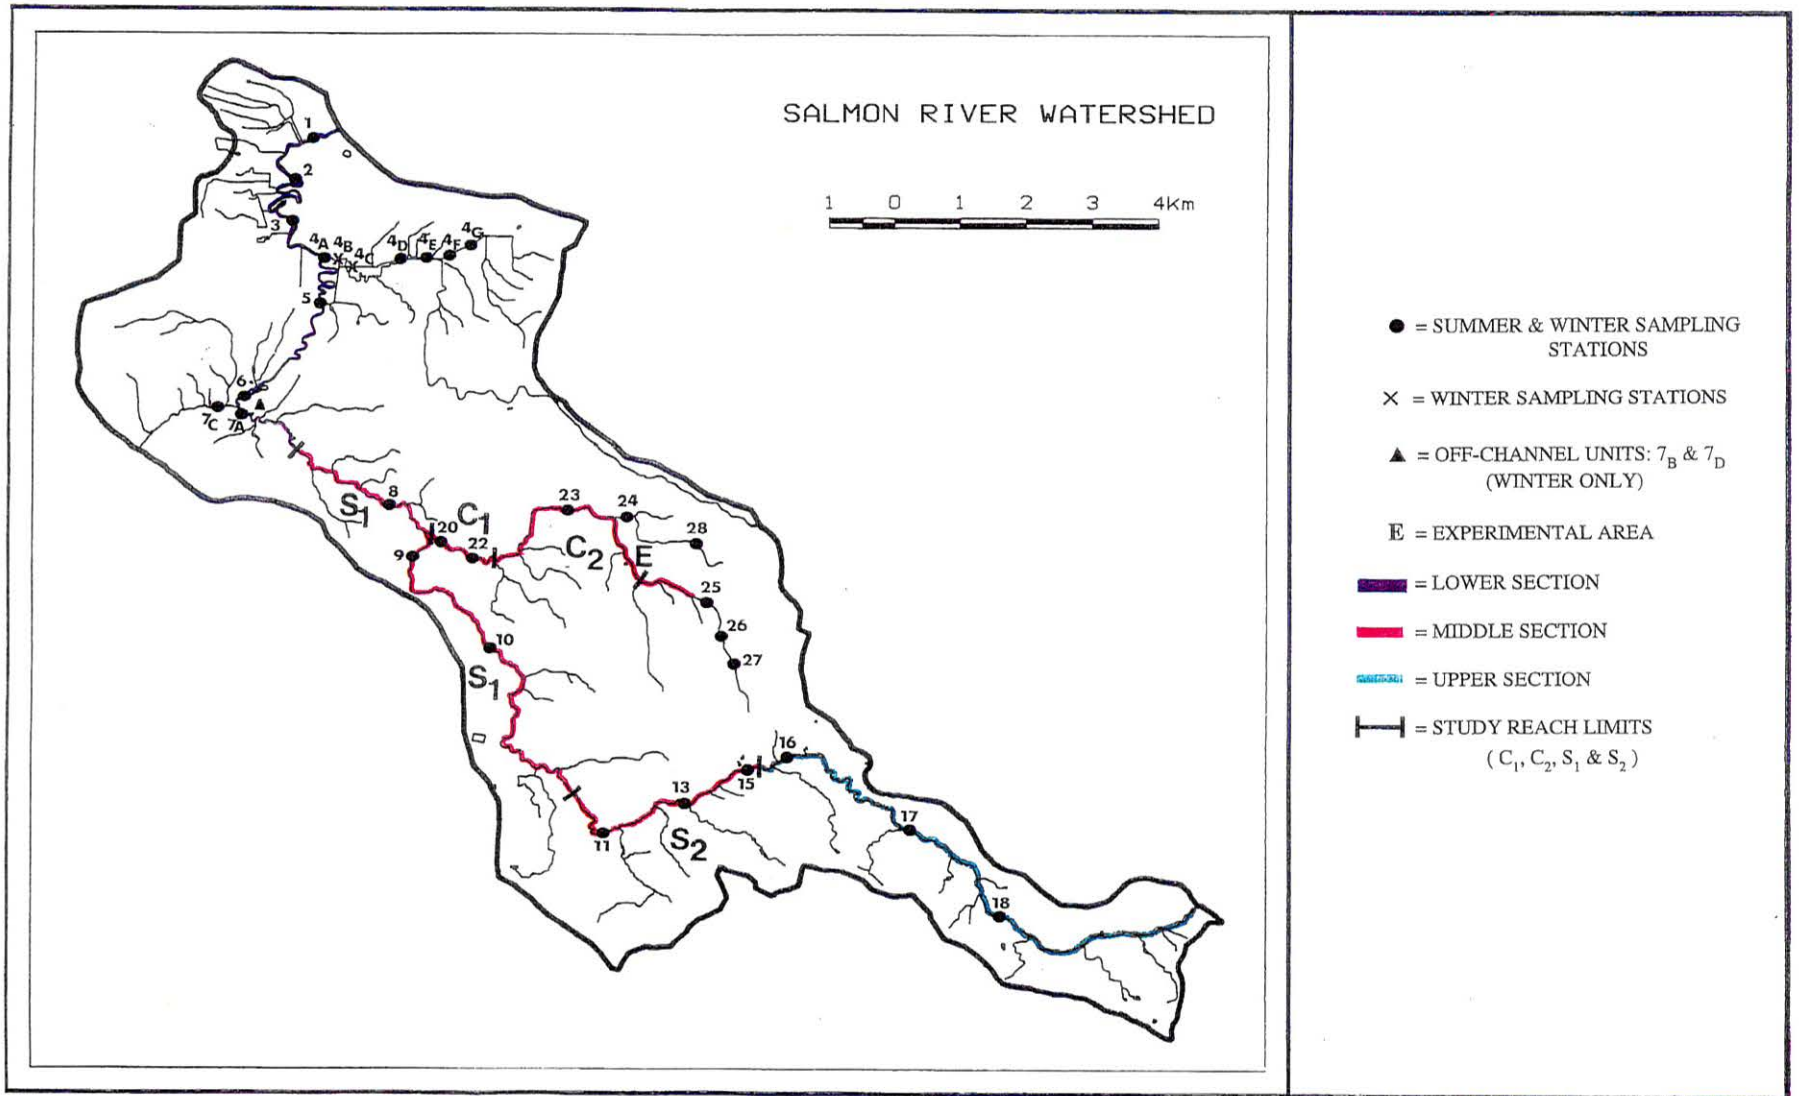 SALMON RIVER WATERSHED
1 0 1 2 3 4Km
1
2
3
4A 4B 4C 4D 4E 4F 4G
5
6
7C 7A
8
S1
C1
20
22
9
23
24
28
C2
E
25
26
27
10
S1
16
15
13
11
S2
17
18
● = SUMMER & WINTER SAMPLING
STATIONS
× = WINTER SAMPLING STATIONS
▲ = OFF-CHANNEL UNITS: 7B & 7D
(WINTER ONLY)
E = EXPERIMENTAL AREA
= LOWER SECTION
= MIDDLE SECTION
= UPPER SECTION
= STUDY REACH LIMITS
( C1, C2, S1 & S2 )